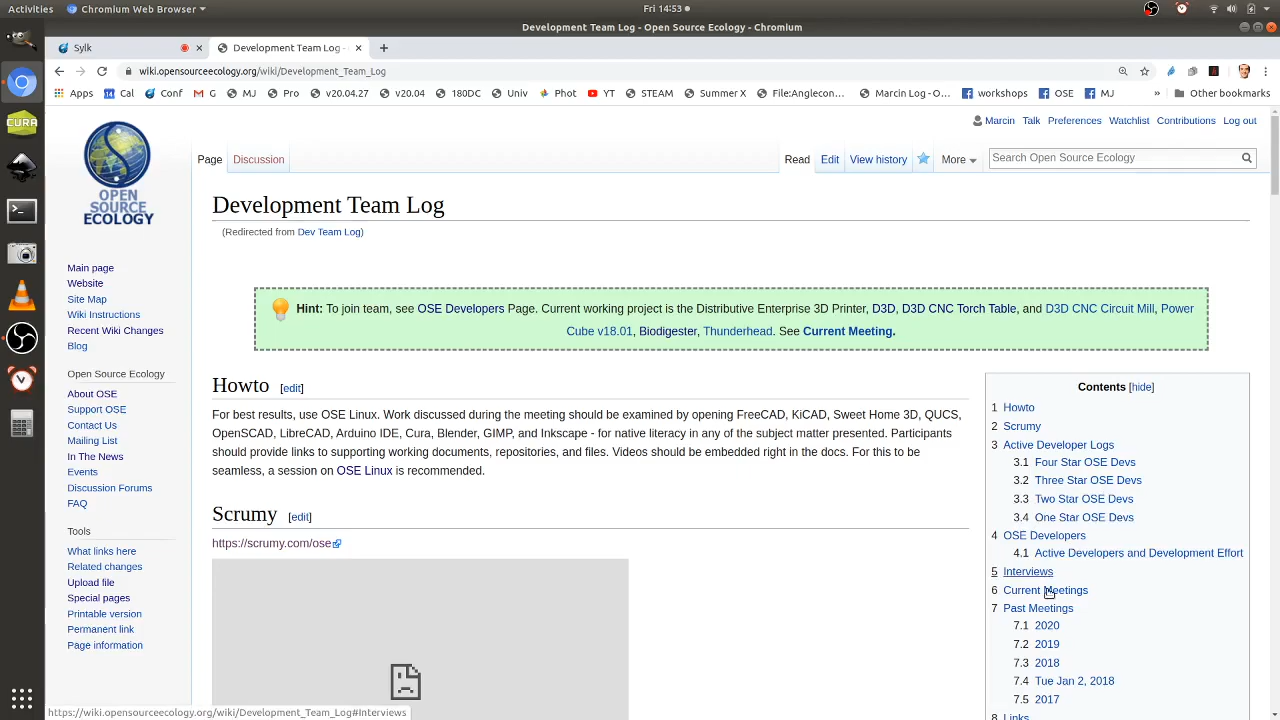 Activities
Chromium Web Browser
Fri 14:53
Development Team Log - Open Source Ecology - Chromium
Sylk
Development Team Log -
wiki.opensourceecology.org/wiki/Development_Team_Log
Apps
Cal
Conf
G
MJ
Pro
v20.04.27
v20.04
180DC
Univ
Phot
YT
STEAM
Summer X
File:Anglecon...
Marcin Log - O...
workshops
OSE
MJ
»
Other bookmarks
Marcin
Talk
Preferences
Watchlist
Contributions
Log out
Page
Discussion
Read
Edit
View history
More
Search Open Source Ecology
CURA
OPEN
SOURCE
ECOLOGY
Main page
Website
Site Map
Wiki Instructions
Recent Wiki Changes
Blog
Open Source Ecology
About OSE
Support OSE
Contact Us
Mailing List
In The News
Events
Discussion Forums
FAQ
Tools
What links here
Related changes
Upload file
Special pages
Printable version
Permanent link
Page information
Development Team Log
(Redirected from Dev Team Log)
Hint: To join team, see OSE Developers Page. Current working project is the Distributive Enterprise 3D Printer, D3D, D3D CNC Torch Table, and D3D CNC Circuit Mill, Power
Cube v18.01, Biodigester, Thunderhead. See Current Meeting.
Howto [edit]
For best results, use OSE Linux. Work discussed during the meeting should be examined by opening FreeCAD, KiCAD, Sweet Home 3D, QUCS,
OpenSCAD, LibreCAD, Arduino IDE, Cura, Blender, GIMP, and Inkscape - for native literacy in any of the subject matter presented. Participants
should provide links to supporting working documents, repositories, and files. Videos should be embedded right in the docs. For this to be
seamless, a session on OSE Linux is recommended.
Scrumy [edit]
https://scrumy.com/ose
Contents [hide]
1 Howto
2 Scrumy
3 Active Developer Logs
3.1 Four Star OSE Devs
3.2 Three Star OSE Devs
3.3 Two Star OSE Devs
3.4 One Star OSE Devs
4 OSE Developers
4.1 Active Developers and Development Effort
5 Interviews
6 Current Meetings
7 Past Meetings
7.1 2020
7.2 2019
7.3 2018
7.4 Tue Jan 2, 2018
7.5 2017
8 Links
https://wiki.opensourceecology.org/wiki/Development_Team_Log#Interviews